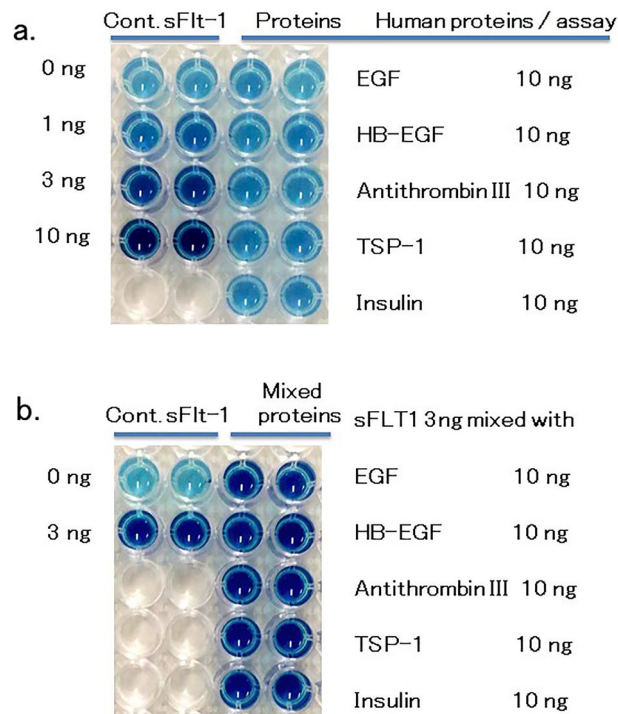 a.
Cont. sFlt-1 Proteins Human proteins / assay
0 ng EGF 10 ng
1 ng HB-EGF 10 ng
3 ng Antithrombin III 10 ng
10 ng TSP-1 10 ng
Insulin 10 ng
b.
Cont. sFlt-1 Mixed proteins sFLT1 3ng mixed with
0 ng EGF 10 ng
3 ng HB-EGF 10 ng
Antithrombin III 10 ng
TSP-1 10 ng
Insulin 10 ng